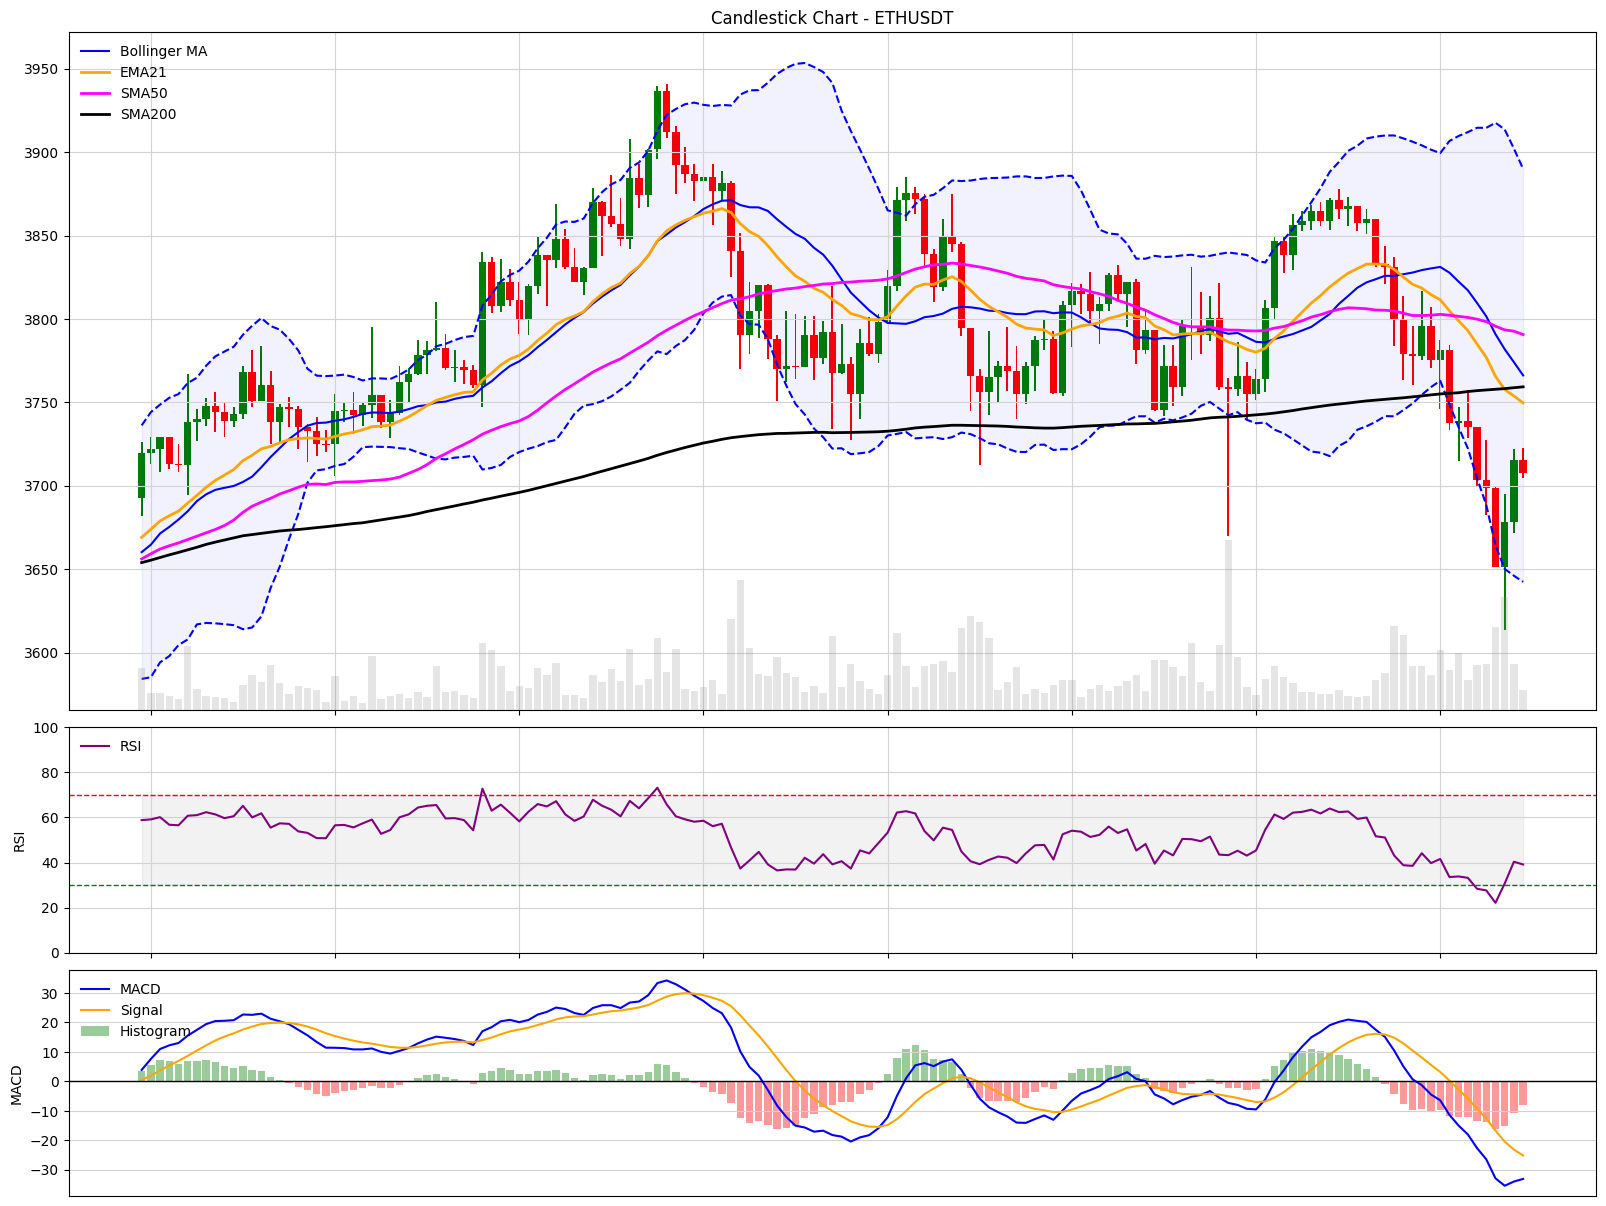 Candlestick Chart - ETHUSDT
Bollinger MA
EMA21
SMA50
SMA200
3950
3900
3850
3800
3750
3700
3650
3600
RSI
100
80
60
40
20
0
RSI
MACD
Signal
Histogram
30
20
10
0
−10
−20
−30
MACD